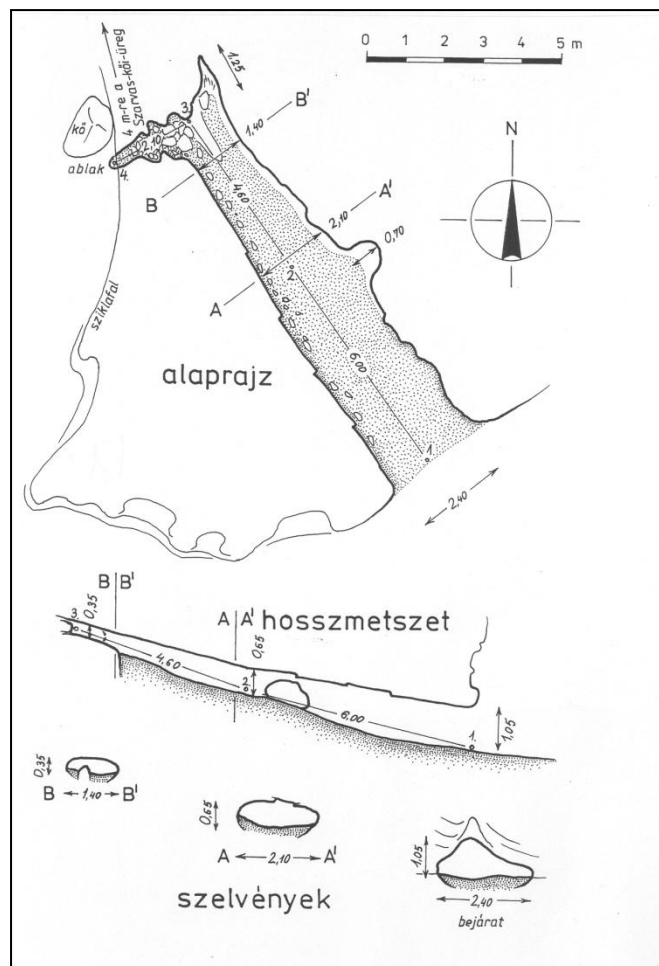 0 1 2 3 4 5 m
4 m-re a
Szarvas-kői-üreg
1,25
kő
ablak
3.
2,10
4.
B'
1,40
B
4,60
A'
2,10
0,70
2.
A
N
sziklafal
alaprajz
6,00
1.
2,40
B B'
A A'
hosszmetszet
3.
0,35
4,60
0,65
2.
6,00
1.
1,05
0,35
B 1,40 B'
0,65
A 2,10 A'
1,05
2,40
bejárat
szelvények